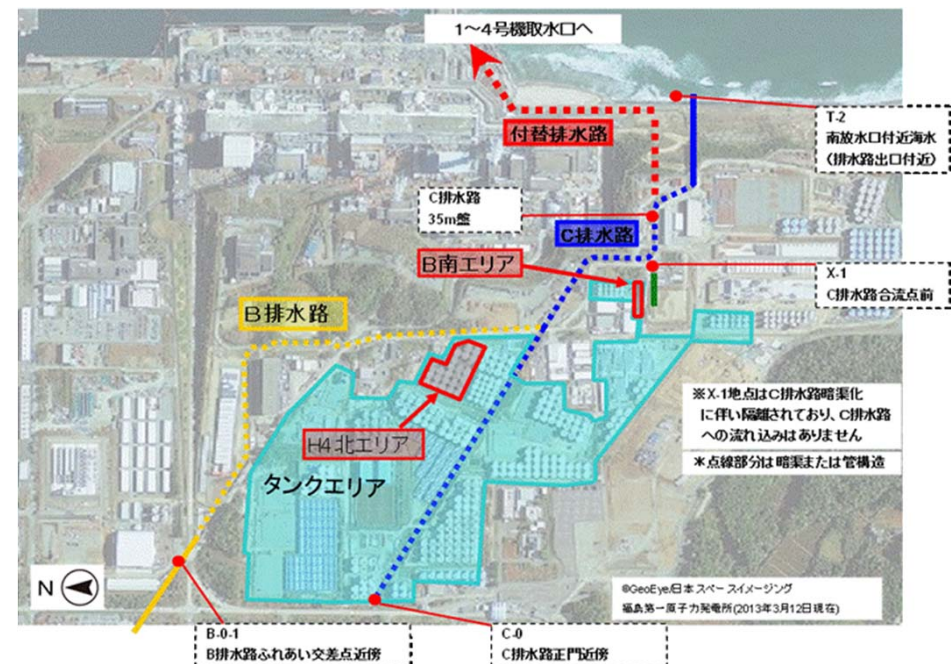 1〜4号機取水口へ
付替排水路
T-2
南放水口付近海水
(排水路出口付近)
C排水路
35m盤
C排水路
B南エリア
X-1
C排水路合流点前
B排水路
※X-1地点はC排水路暗渠化
に伴い隔離されており、C排水路
への流れ込みはありません
*点線部分は暗渠または管構造
H4北エリア
タンクエリア
N
©GeoEye/日本スペースイメージング
福島第一原子力発電所(2013年3月12日現在)
B-0-1
B排水路ふれあい交差点近傍
C-0
C排水路正門近傍